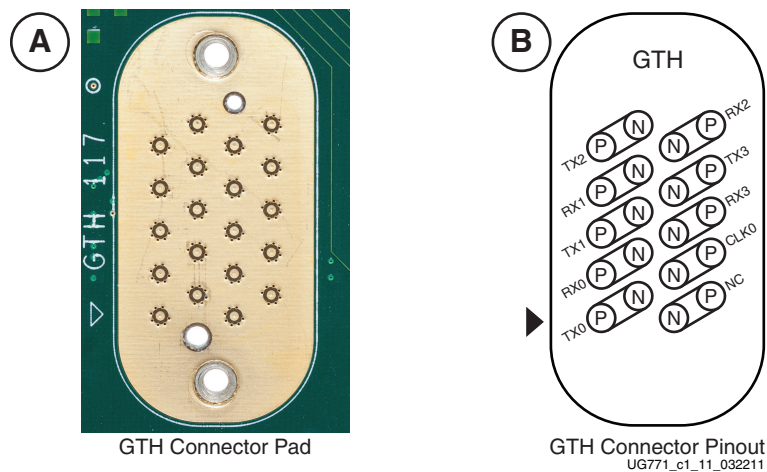 A
GTH 117
GTH Connector Pad
B
GTH
TX2 P N
N P RX2
RX1 P N
N P TX3
TX1 P N
N P RX3
RX0 P N
N P CLK0
TX0 P N
N P NC
GTH Connector Pinout
UG771_c1_11_032211